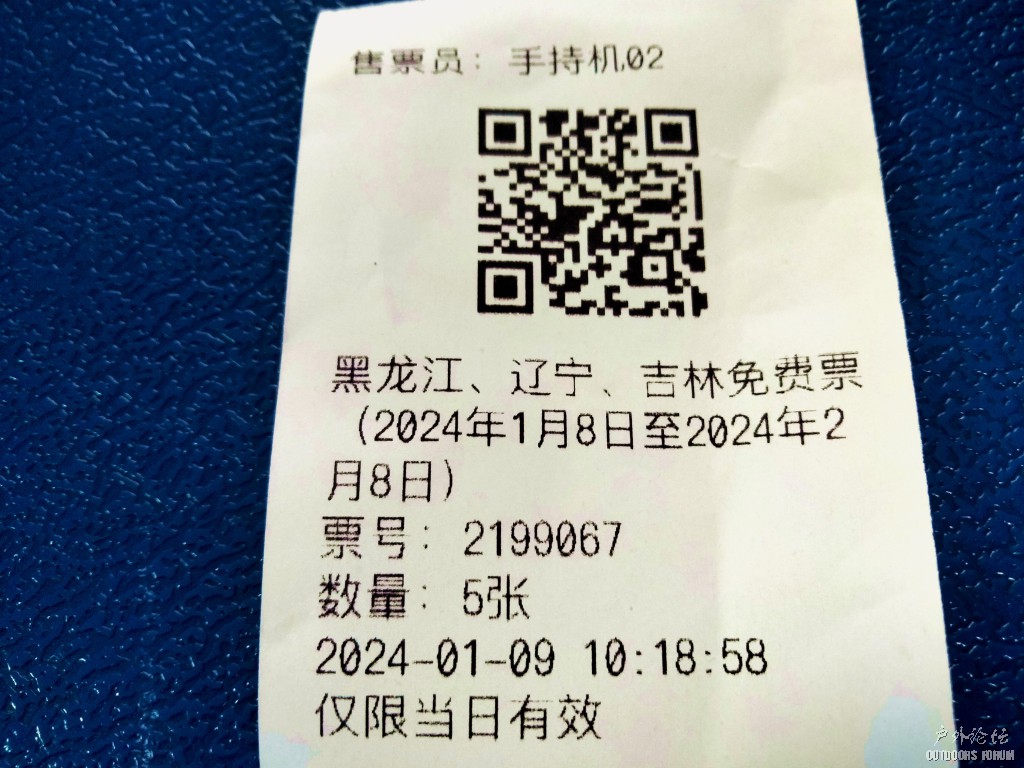 售票员：手持机02
黑龙江、辽宁、吉林免费票
（2024年1月8日至2024年2
月8日）
票号：2199067
数量：5张
2024-01-09 10:18:58
仅限当日有效
户外论坛
OUTDOORS FORUM